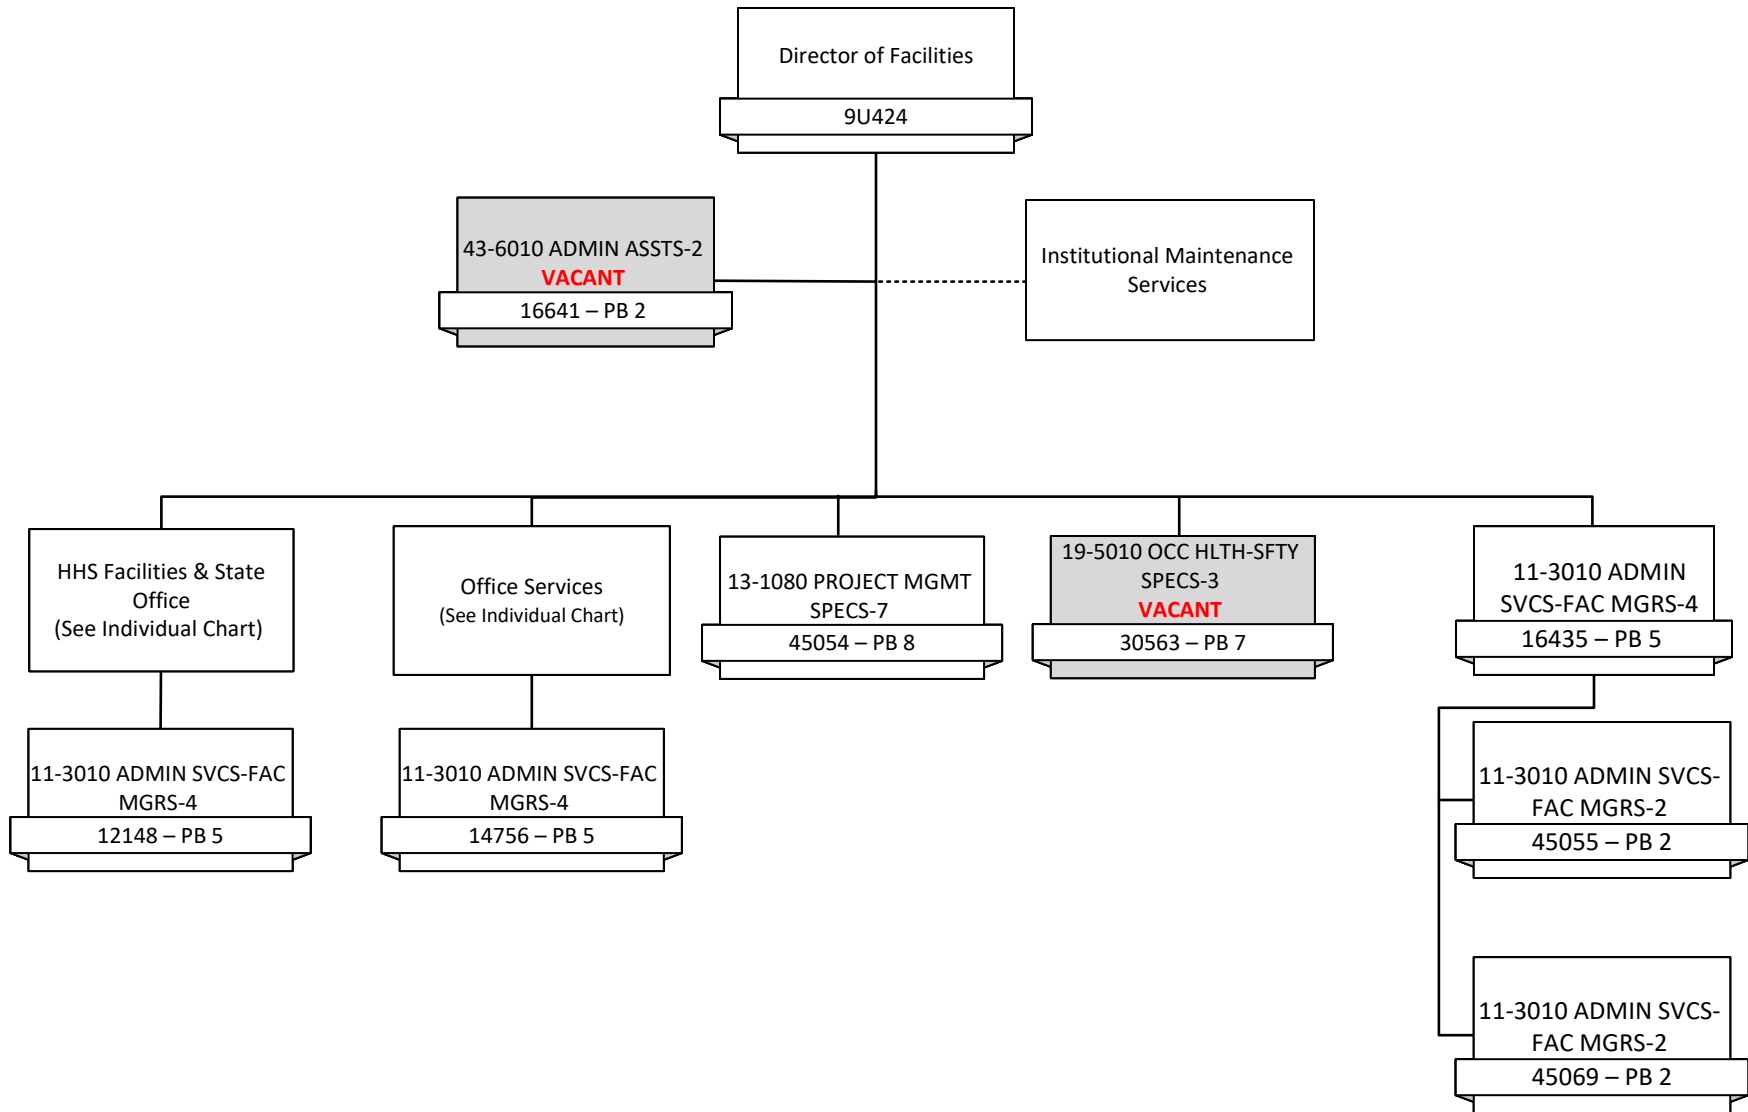 Director of Facilities
9U424
43-6010 ADMIN ASSTS-2
VACANT
16641 – PB 2
Institutional Maintenance
Services
HHS Facilities & State
Office
(See Individual Chart)
Office Services
(See Individual Chart)
13-1080 PROJECT MGMT
SPECS-7
45054 – PB 8
19-5010 OCC HLTH-SFTY
SPECS-3
VACANT
30563 – PB 7
11-3010 ADMIN
SVCS-FAC MGRS-4
16435 – PB 5
11-3010 ADMIN SVCS-FAC
MGRS-4
12148 – PB 5
11-3010 ADMIN SVCS-FAC
MGRS-4
14756 – PB 5
11-3010 ADMIN SVCS-
FAC MGRS-2
45055 – PB 2
11-3010 ADMIN SVCS-
FAC MGRS-2
45069 – PB 2